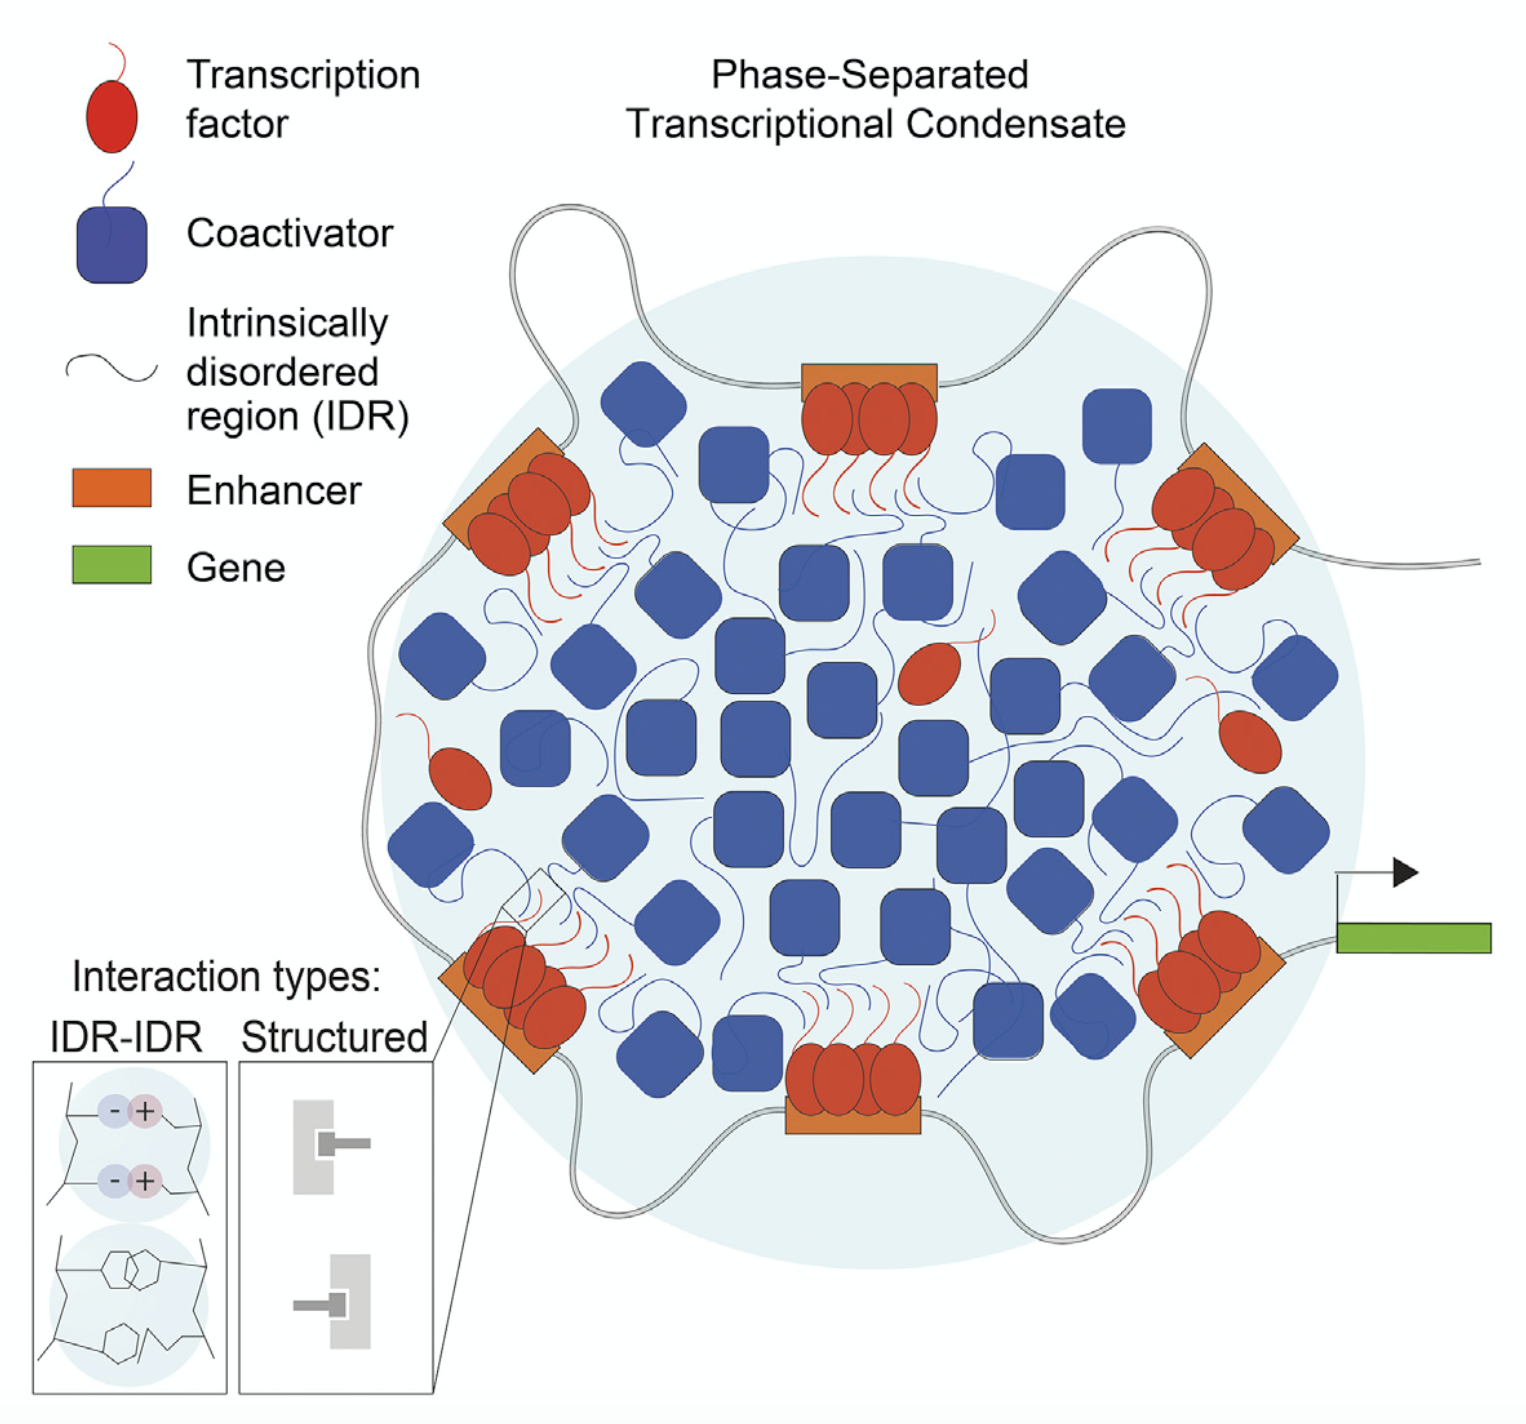 Transcription
factor
Coactivator
Intrinsically
disordered
region (IDR)
Enhancer
Gene
Phase-Separated
Transcriptional Condensate
Interaction types:
IDR-IDR
Structured
- +
- +